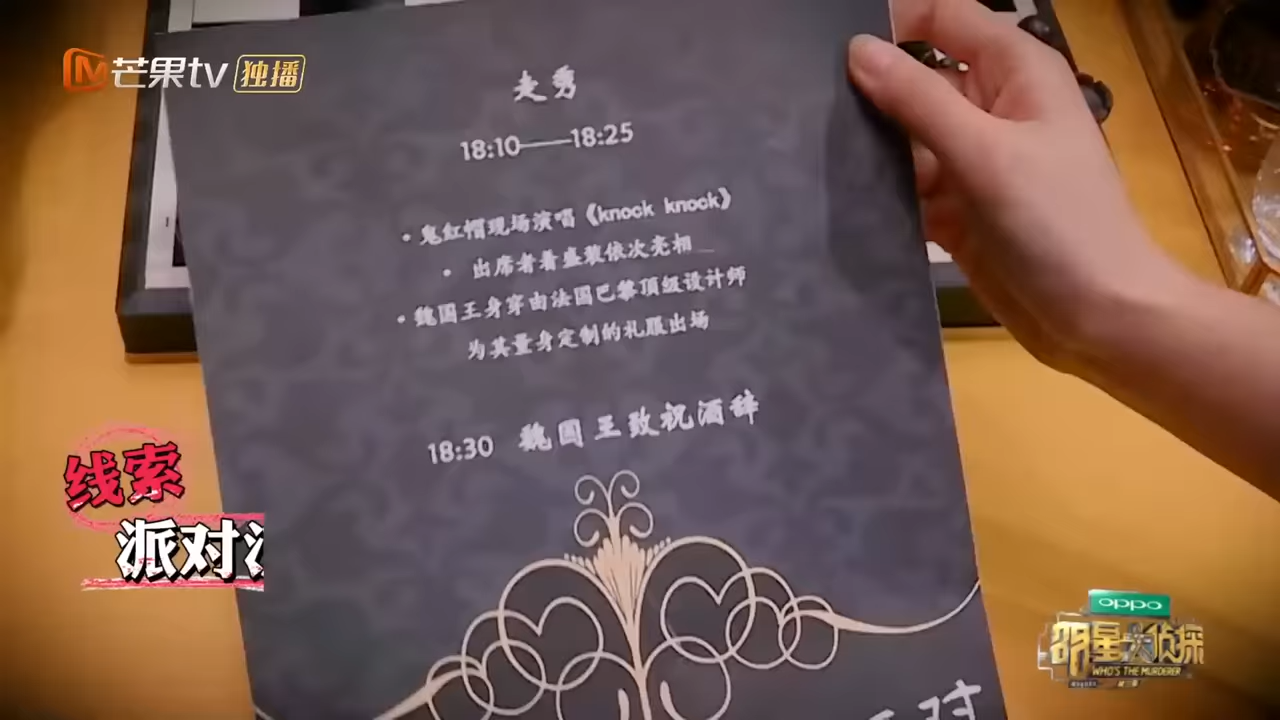 芒果tv 独播
走秀
18:10——18:25
• 鬼红帽现场演唱《knock knock》
• 出席者着盛装依次亮相
• 魏国王身穿由法国巴黎顶级设计师
为其量身定制的礼服出场
18:30 魏国王致祝酒辞
线索
派对
对
oppo
明星大侦探
WHO'S THE MURDERER